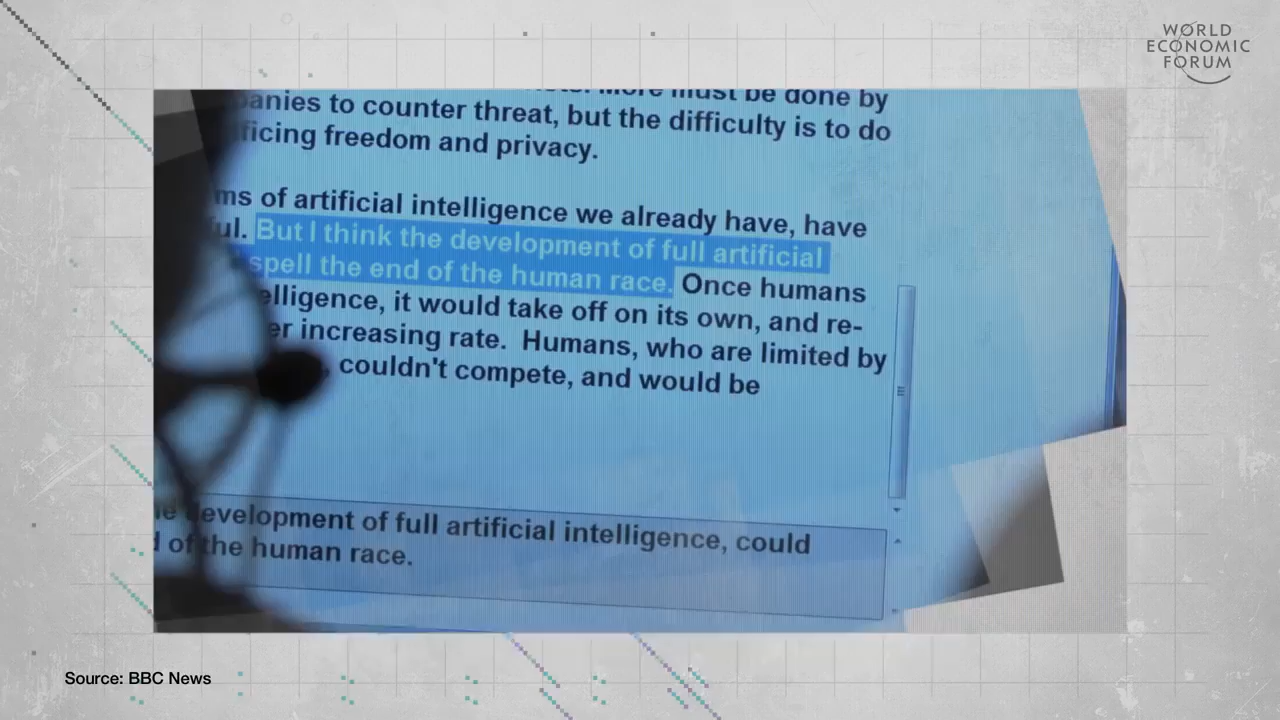 WORLD
ECONOMIC
FORUM
More must be done by
anies to counter threat, but the difficulty is to do
ficing freedom and privacy.
ms of artificial intelligence we already have, have
ul. But I think the development of full artificial
spell the end of the human race. Once humans
elligence, it would take off on its own, and re-
er increasing rate. Humans, who are limited by
, couldn't compete, and would be
e development of full artificial intelligence, could
d of the human race.
Source: BBC News